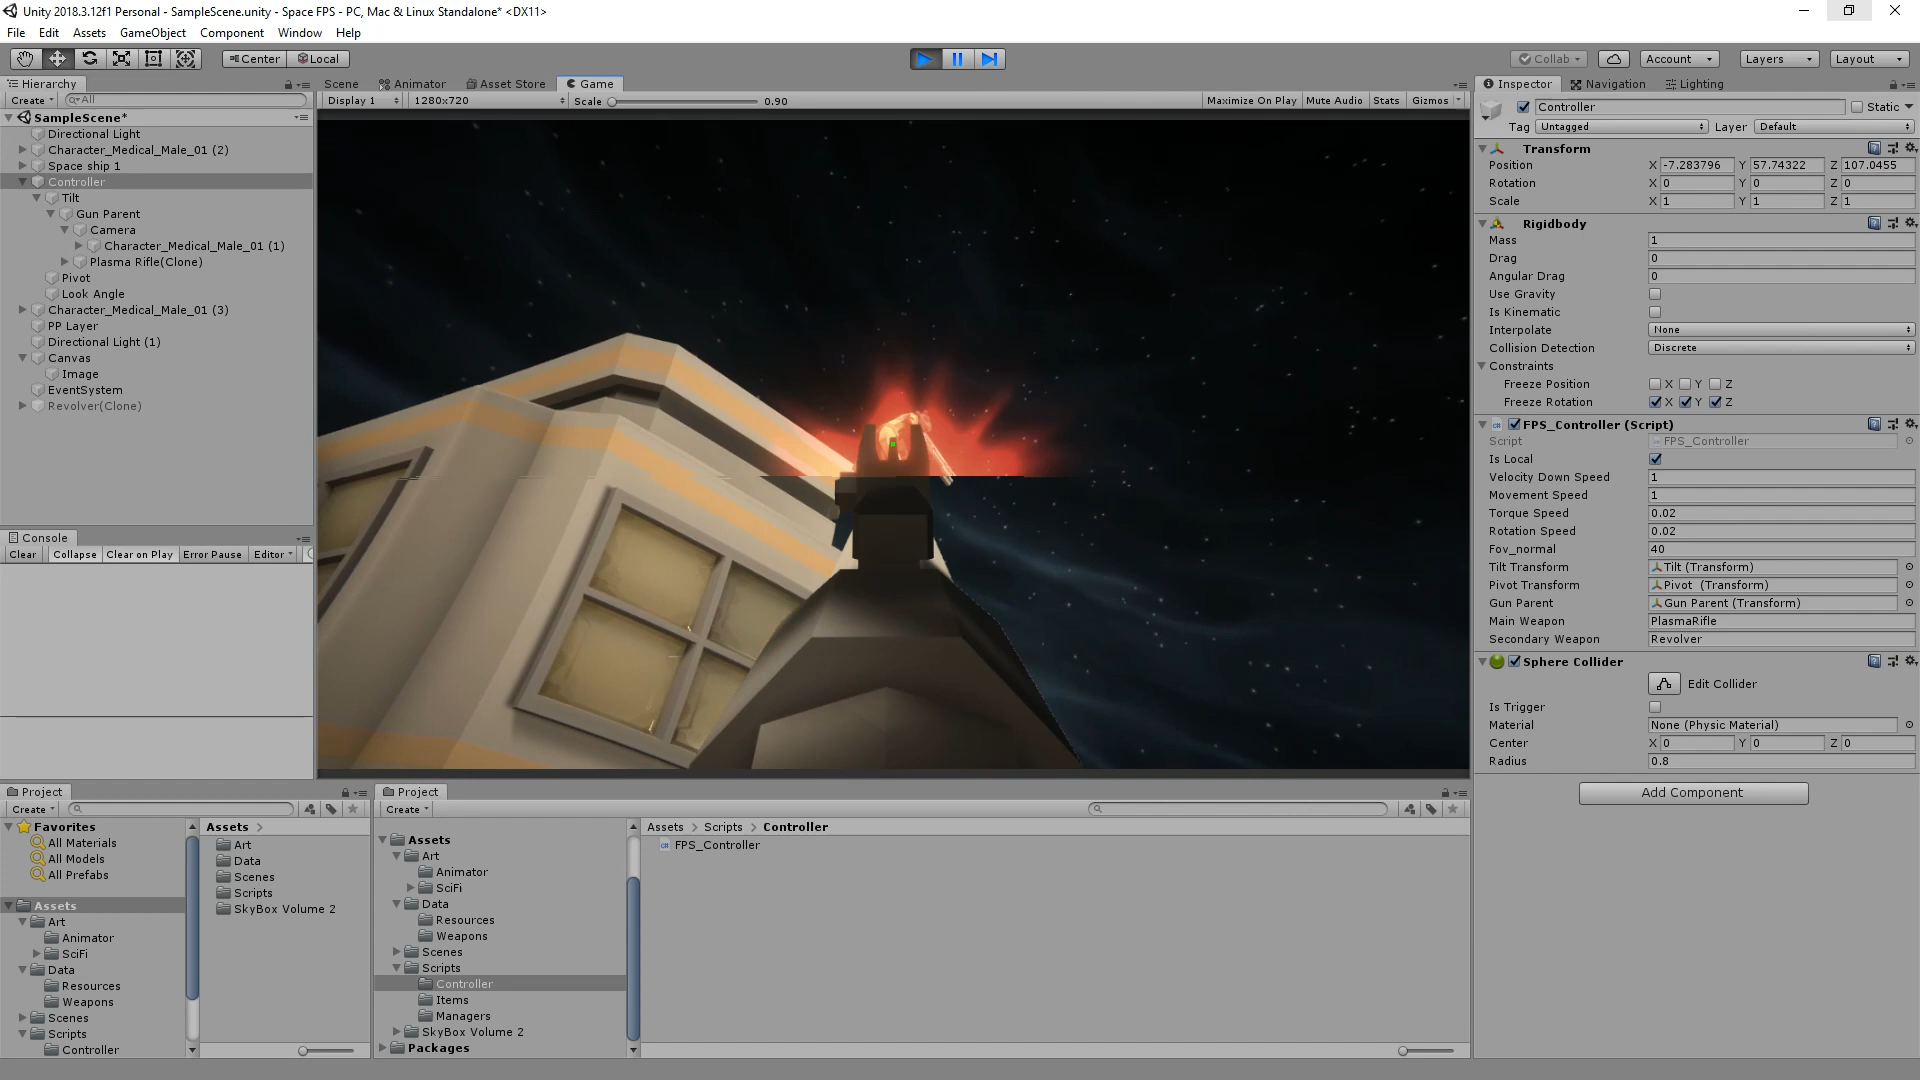 Unity 2018.3.12f1 Personal - SampleScene.unity - Space FPS - PC, Mac & Linux Standalone* <DX11>
File Edit Assets GameObject Component Window Help
Center Local
Collab Account Layers Layout
Hierarchy
Create All
SampleScene*
Directional Light
Character_Medical_Male_01 (2)
Space ship 1
Controller
Tilt
Gun Parent
Camera
Character_Medical_Male_01 (1)
Plasma Rifle(Clone)
Pivot
Look Angle
Character_Medical_Male_01 (3)
PP Layer
Directional Light (1)
Canvas
Image
EventSystem
Revolver(Clone)
Console
Clear Collapse Clear on Play Error Pause Editor
Scene Animator Asset Store Game
Display 1 1280x720 Scale 0.90 Maximize On Play Mute Audio Stats Gizmos
Inspector Navigation Lighting
Controller Static
Tag Untagged Layer Default
Transform
Position X -7.283796 Y 57.74322 Z 107.0455
Rotation X 0 Y 0 Z 0
Scale X 1 Y 1 Z 1
Rigidbody
Mass 1
Drag 0
Angular Drag 0
Use Gravity
Is Kinematic
Interpolate None
Collision Detection Discrete
Constraints
Freeze Position X Y Z
Freeze Rotation X Y Z
FPS_Controller (Script)
Script FPS_Controller
Is Local
Velocity Down Speed 1
Movement Speed 1
Torque Speed 0.02
Rotation Speed 0.02
Fov_normal 40
Tilt Transform Tilt (Transform)
Pivot Transform Pivot (Transform)
Gun Parent Gun Parent (Transform)
Main Weapon PlasmaRifle
Secondary Weapon Revolver
Sphere Collider
Edit Collider
Is Trigger
Material None (Physic Material)
Center X 0 Y 0 Z 0
Radius 0.8
Add Component
Project
Create
Favorites
All Materials
All Models
All Prefabs
Assets
Art
Animator
SciFi
Data
Resources
Weapons
Scenes
Scripts
Controller
Assets
Art
Data
Scenes
Scripts
SkyBox Volume 2
Project
Create
Assets
Art
Animator
SciFi
Data
Resources
Weapons
Scenes
Scripts
Controller
Items
Managers
SkyBox Volume 2
Packages
Assets Scripts Controller
FPS_Controller